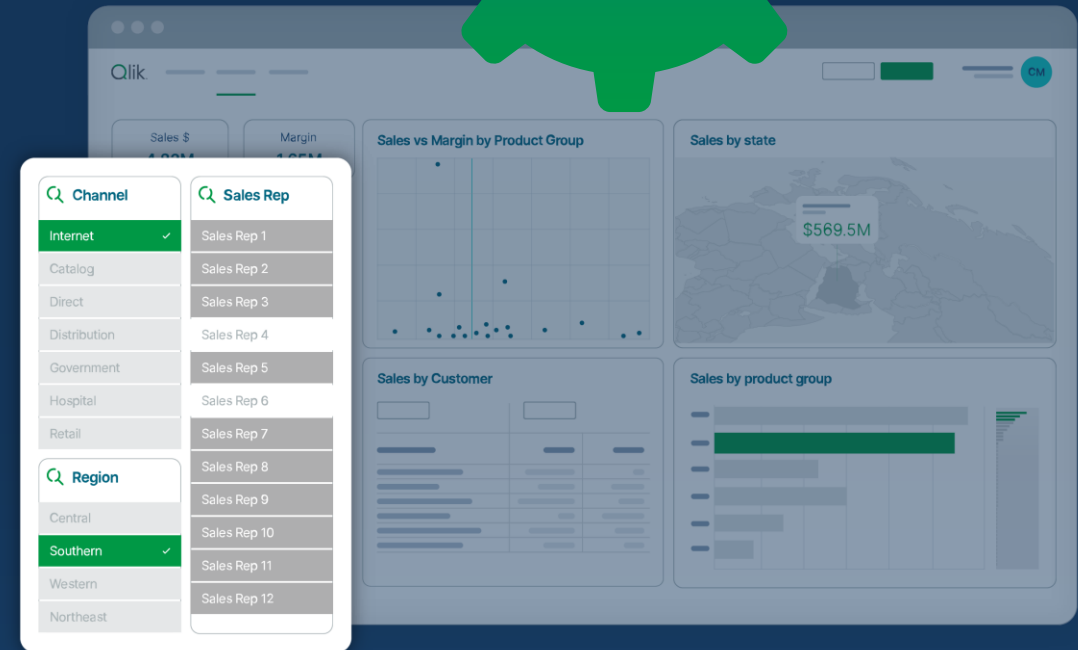 Qlik
CM
Sales $
Margin
Sales vs Margin by Product Group
Sales by state
$569.5M
Channel
Internet
Catalog
Direct
Distribution
Government
Hospital
Retail
Region
Central
Southern
Western
Northeast
Sales Rep
Sales Rep 1
Sales Rep 2
Sales Rep 3
Sales Rep 4
Sales Rep 5
Sales Rep 6
Sales Rep 7
Sales Rep 8
Sales Rep 9
Sales Rep 10
Sales Rep 11
Sales Rep 12
Sales by Customer
Sales by product group